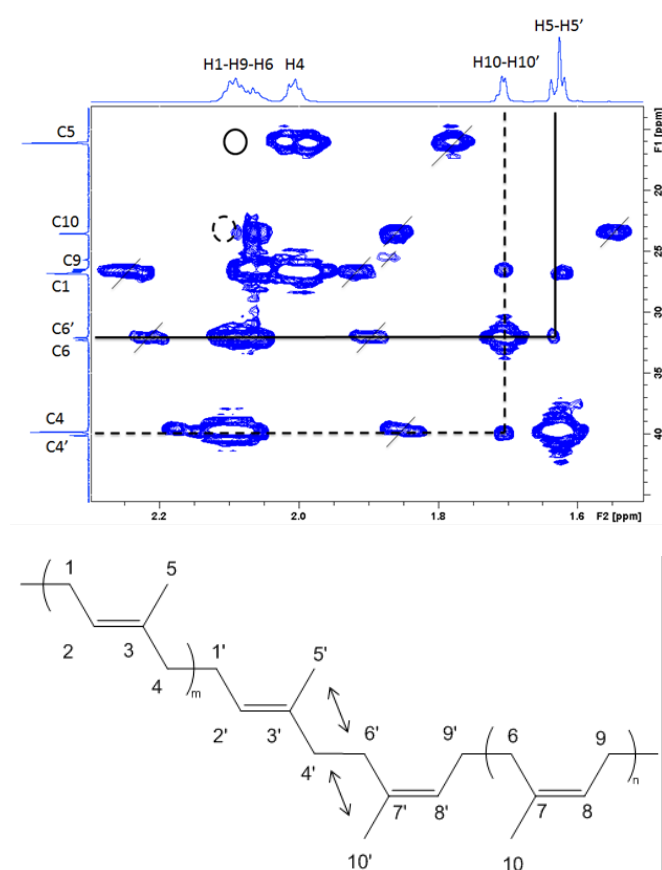 H5-H5′
H1-H9-H6 H4 H10-H10′
C5
C10
C9
C1
C6′
C6
C4
C4′
F1 [ppm]
20
25
30
35
40
2.2 2.0 1.8 1.6 F2 [ppm]
1 5
2 3 1' 5'
4 m
2' 3' 6' 9' 6 9
4'
7' 8' 7 8 n
10' 10